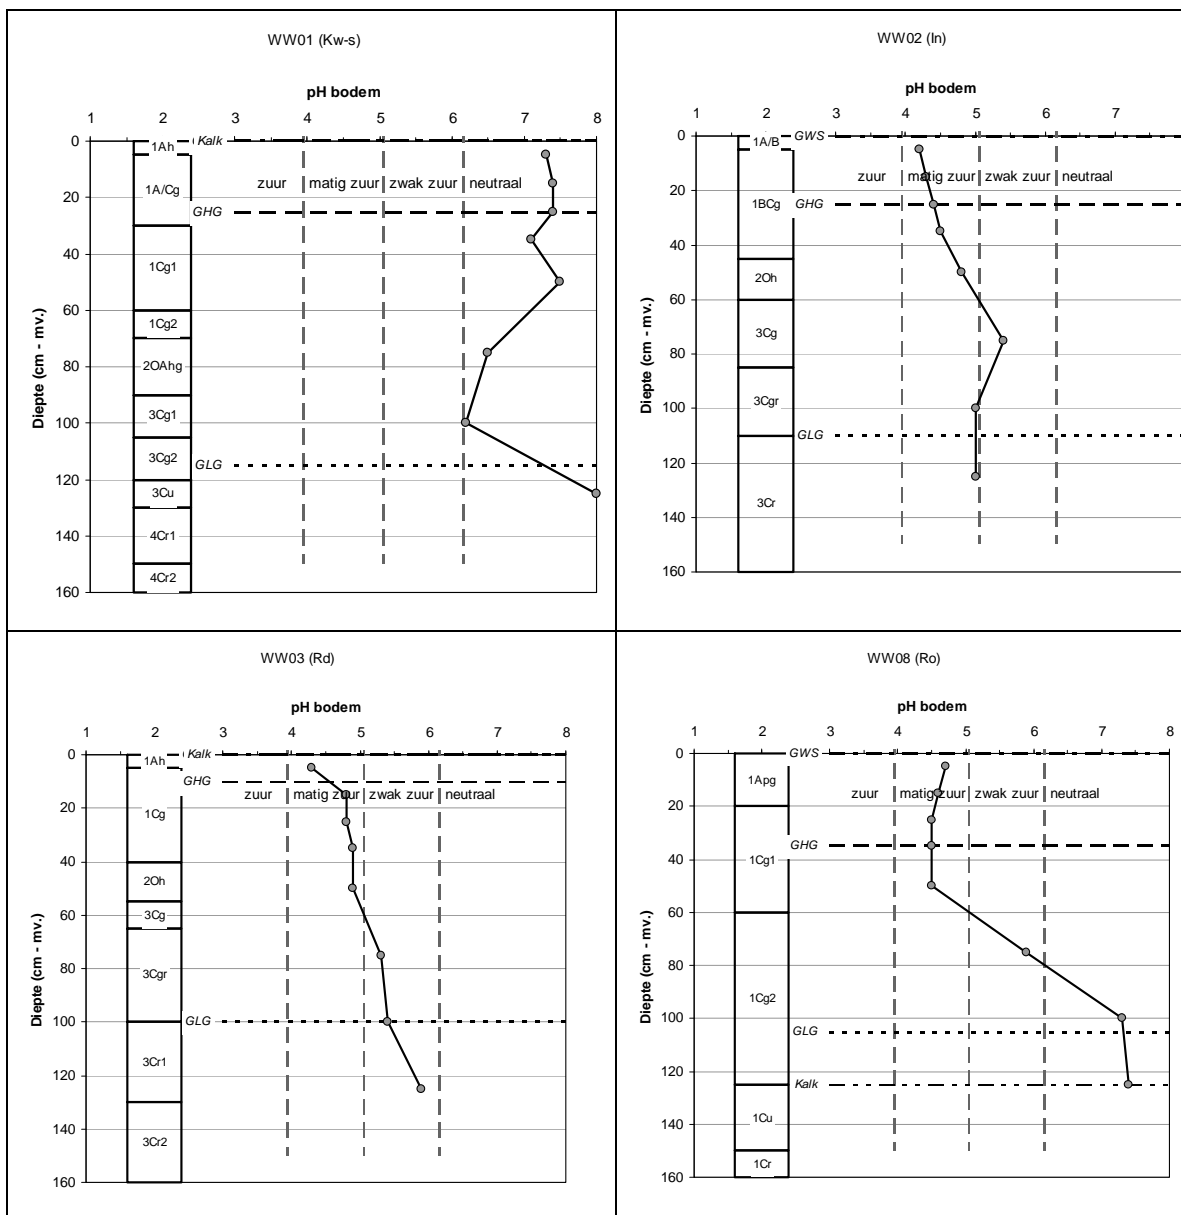 WW01 (Kw-s)
pH bodem
1 2 3 4 5 6 7 8
Diepte (cm - mv.)
0
20
40
60
80
100
120
140
160
1Ah
1A/Cg
1Cg1
1Cg2
2OAhg
3Cg1
3Cg2
3Cu
4Cr1
4Cr2
Kalk
GHG
GLG
zuur matig zuur zwak zuur neutraal
WW02 (In)
pH bodem
1 2 3 4 5 6 7
Diepte (cm - mv.)
0
20
40
60
80
100
120
140
160
1A/B
1BCg
2Oh
3Cg
3Cgr
3Cr
GWS
GHG
GLG
zuur matig zuur zwak zuur neutraal
WW03 (Rd)
pH bodem
1 2 3 4 5 6 7 8
Diepte (cm - mv.)
0
20
40
60
80
100
120
140
160
1Ah
1Cg
2Oh
3Cg
3Cgr
3Cr1
3Cr2
Kalk
GHG
GLG
zuur matig zuur zwak zuur neutraal
WW08 (Ro)
pH bodem
1 2 3 4 5 6 7 8
Diepte (cm - mv.)
0
20
40
60
80
100
120
140
160
1Apg
1Cg1
1Cg2
1Cu
1Cr
GWS
GHG
GLG
Kalk
zuur matig zuur zwak zuur neutraal